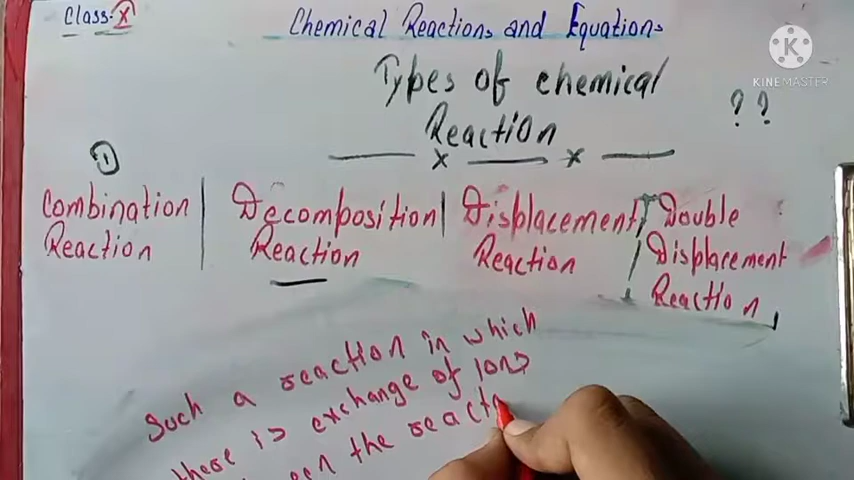 Class-X
Chemical Reactions and Equations
K
KINEMASTER
Types of chemical
Reaction
??
1
Combination
Reaction
Decomposition
Reaction
Displacement
Reaction
Double
Displacement
Reaction
Such a reaction in which
there is exchange of Ions
the